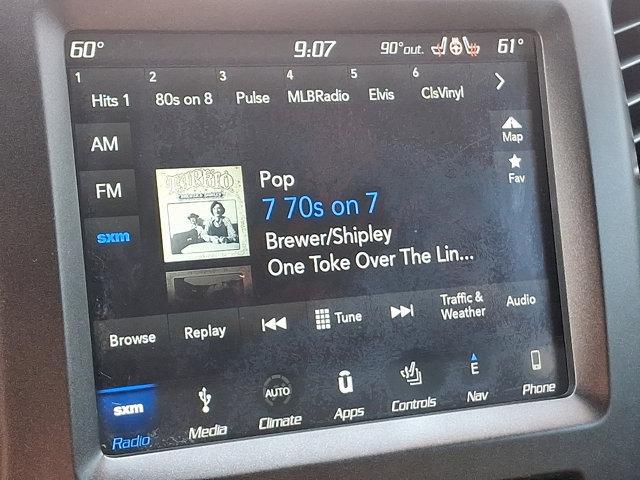 60° 9:07 90°out. 61°
1 2 3 4 5 6
Hits 1 80s on 8 Pulse MLBRadio Elvis ClsVinyl
AM
FM
sxm
Map
Fav
TARKIO
Pop
7 70s on 7
Brewer/Shipley
One Toke Over The Lin...
Browse Replay Tune Traffic & Weather Audio
sxm AUTO U E
Radio Media Climate Apps Controls Nav Phone